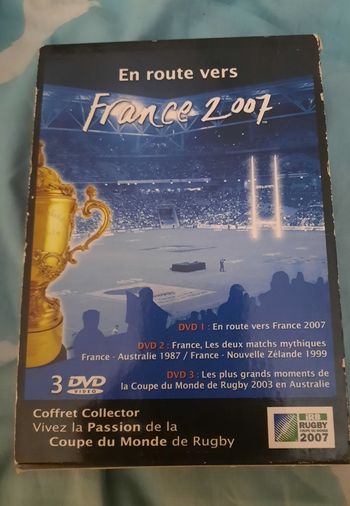 En route vers
France 2007
DVD 1 : En route vers France 2007
DVD 2 : France, Les deux matchs mythiques
France - Australie 1987 / France - Nouvelle Zélande 1999
DVD 3 : Les plus grands moments de
la Coupe du Monde de Rugby 2003 en Australie
3 DVD
VIDEO
Coffret Collector
Vivez la Passion de la
Coupe du Monde de Rugby
IRB
RUGBY
COUPE DU MONDE
2007